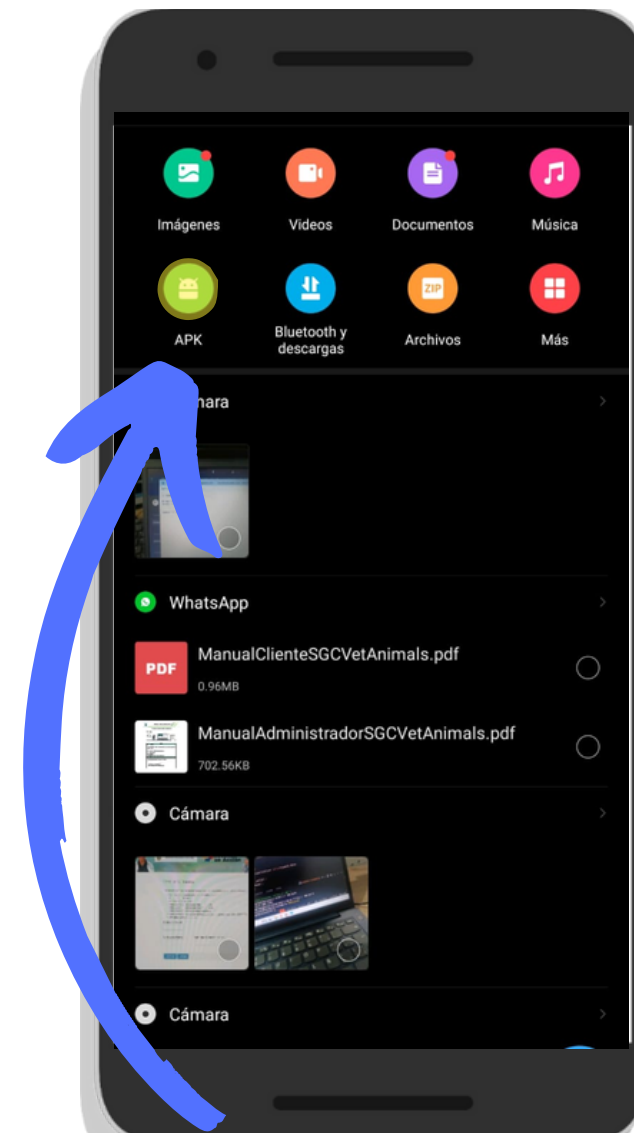 Imágenes
Videos
Documentos
Música
APK
Bluetooth y
descargas
ZIP
Archivos
Más
WhatsApp
PDF
ManualClienteSGCVetAnimals.pdf
0.96MB
ManualAdministradorSGCVetAnimals.pdf
702.56KB
Cámara
Cámara